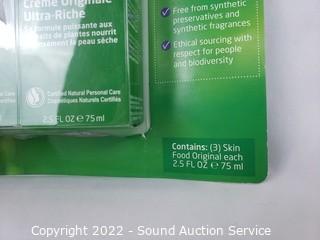 Crème Originale
Ultra-Riche
formule puissante aux
traits de plantes nourrit
nsément la peau sèche
Certified Natural Personal Care
Cosmétiques Naturels Certifiés
2.5 FL OZ ℮ 75 ml
✓ Free from synthetic
preservatives and
synthetic fragrances
✓ Ethical sourcing with
respect for people
and biodiversity
Contains: (3) Skin
Food Original each
2.5 FL OZ ℮ 75 ml
Copyright 2022 - Sound Auction Service